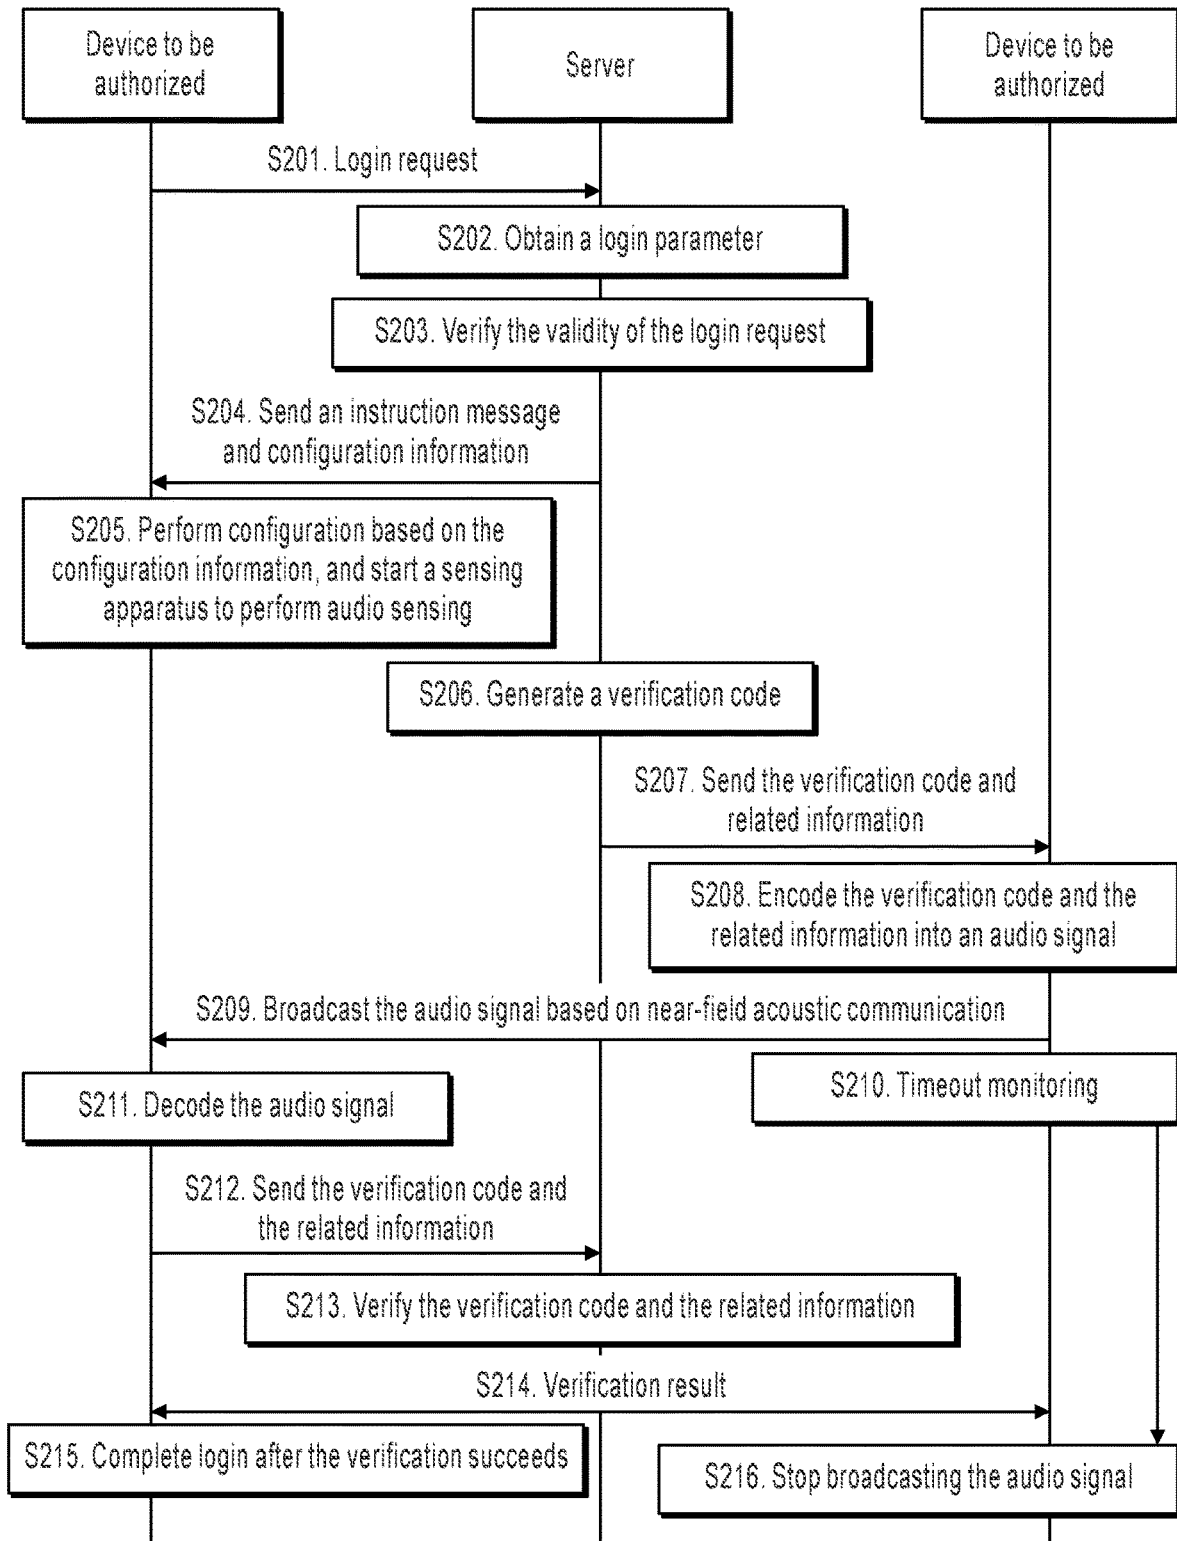 Device to be
authorized
Server
Device to be
authorized
S201. Login request
S202. Obtain a login parameter
S203. Verify the validity of the login request
S204. Send an instruction message
and configuration information
S205. Perform configuration based on the
configuration information, and start a sensing
apparatus to perform audio sensing
S206. Generate a verification code
S207. Send the verification code and
related information
S208. Encode the verification code and the
related information into an audio signal
S209. Broadcast the audio signal based on near-field acoustic communication
S210. Timeout monitoring
S211. Decode the audio signal
S212. Send the verification code and
the related information
S213. Verify the verification code and the related information
S214. Verification result
S215. Complete login after the verification succeeds
S216. Stop broadcasting the audio signal